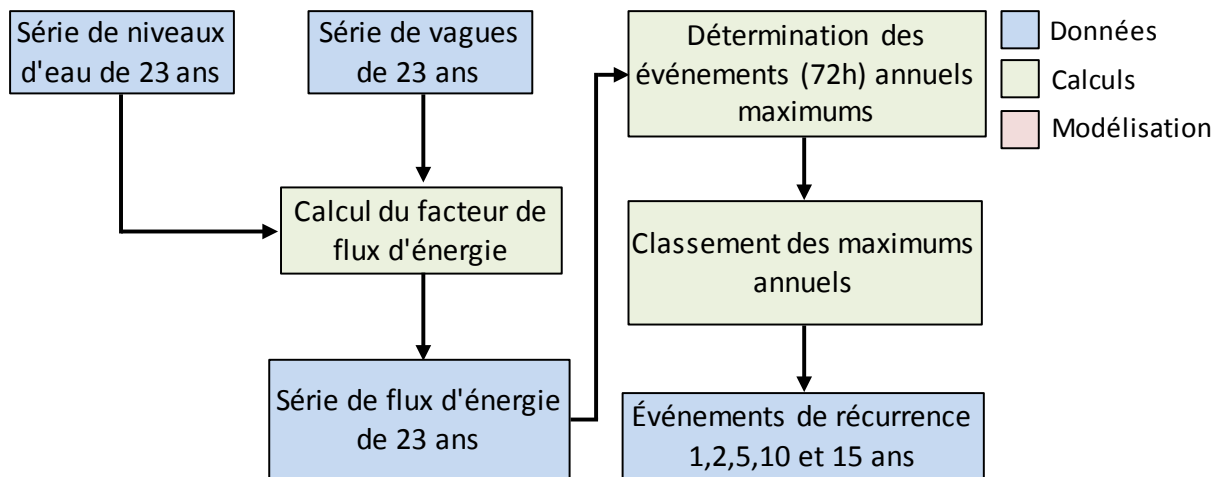 Série de niveaux
d'eau de 23 ans
Série de vagues
de 23 ans
Calcul du facteur de
flux d'énergie
Série de flux d'énergie
de 23 ans
Détermination des
événements (72h) annuels
maximums
Classement des maximums
annuels
Événements de récurrence
1,2,5,10 et 15 ans
Données
Calculs
Modélisation